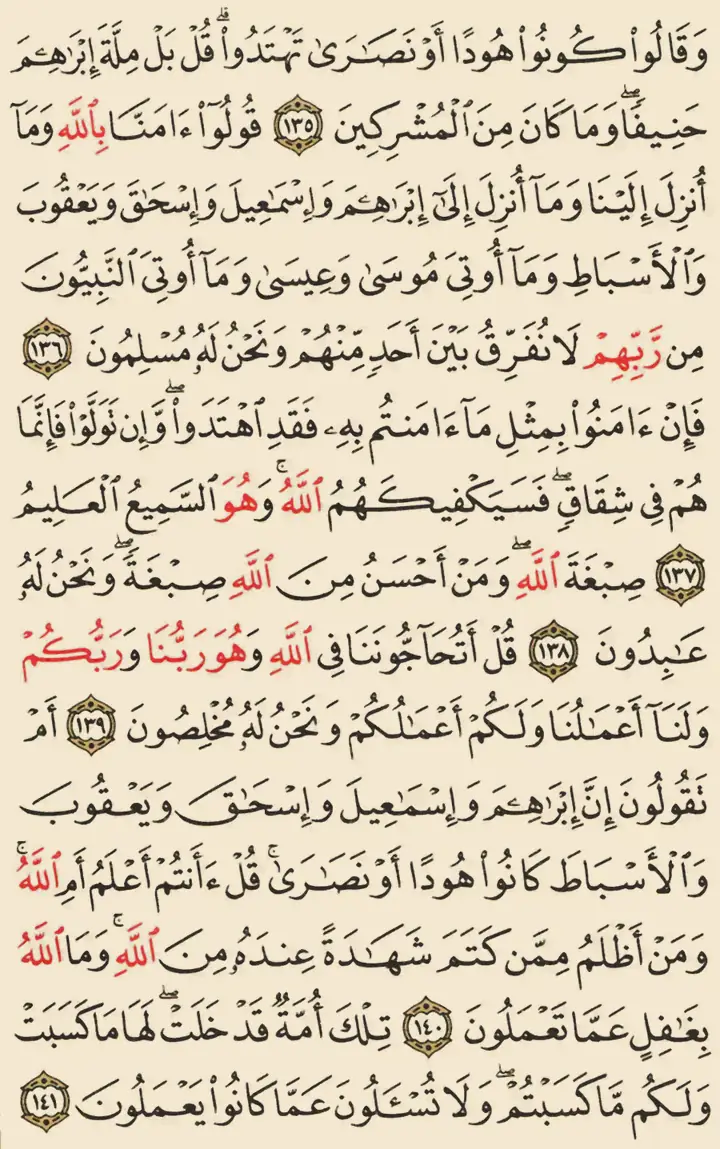 وَقَالُوا۟ كُونُوا۟ هُودًا أَوْ نَصَـٰرَىٰ تَهْتَدُوا۟ ۗ قُلْ بَلْ مِلَّةَ إِبْرَٰهِـۧمَ
حَنِيفًا ۖ وَمَا كَانَ مِنَ ٱلْمُشْرِكِينَ ١٣٥ قُولُوٓا۟ ءَامَنَّا بِٱللَّهِ وَمَآ
أُنزِلَ إِلَيْنَا وَمَآ أُنزِلَ إِلَىٰٓ إِبْرَٰهِـۧمَ وَإِسْمَـٰعِيلَ وَإِسْحَـٰقَ وَيَعْقُوبَ
وَٱلْأَسْبَاطِ وَمَآ أُوتِىَ مُوسَىٰ وَعِيسَىٰ وَمَآ أُوتِىَ ٱلنَّبِيُّونَ
مِن رَّبِّهِمْ لَا نُفَرِّقُ بَيْنَ أَحَدٍ مِّنْهُمْ وَنَحْنُ لَهُۥ مُسْلِمُونَ ١٣٦
فَإِنْ ءَامَنُوا۟ بِمِثْلِ مَآ ءَامَنتُم بِهِۦ فَقَدِ ٱهْتَدَوا۟ ۖ وَّإِن تَوَلَّوْا۟ فَإِنَّمَا
هُمْ فِى شِقَاقٍ ۖ فَسَيَكْفِيكَهُمُ ٱللَّهُ ۚ وَهُوَ ٱلسَّمِيعُ ٱلْعَلِيمُ
١٣٧ صِبْغَةَ ٱللَّهِ ۖ وَمَنْ أَحْسَنُ مِنَ ٱللَّهِ صِبْغَةً ۖ وَنَحْنُ لَهُۥ
عَـٰبِدُونَ ١٣٨ قُلْ أَتُحَآجُّونَنَا فِى ٱللَّهِ وَهُوَ رَبُّنَا وَرَبُّكُمْ
وَلَنَآ أَعْمَـٰلُنَا وَلَكُمْ أَعْمَـٰلُكُمْ وَنَحْنُ لَهُۥ مُخْلِصُونَ ١٣٩ أَمْ
تَقُولُونَ إِنَّ إِبْرَٰهِـۧمَ وَإِسْمَـٰعِيلَ وَإِسْحَـٰقَ وَيَعْقُوبَ
وَٱلْأَسْبَاطَ كَانُوا۟ هُودًا أَوْ نَصَـٰرَىٰ ۗ قُلْ ءَأَنتُمْ أَعْلَمُ أَمِ ٱللَّهُ ۗ
وَمَنْ أَظْلَمُ مِمَّن كَتَمَ شَهَـٰدَةً عِندَهُۥ مِنَ ٱللَّهِ ۗ وَمَا ٱللَّهُ
بِغَـٰفِلٍ عَمَّا تَعْمَلُونَ ١٤٠ تِلْكَ أُمَّةٌ قَدْ خَلَتْ ۖ لَهَا مَا كَسَبَتْ
وَلَكُم مَّا كَسَبْتُمْ ۖ وَلَا تُسْـَٔلُونَ عَمَّا كَانُوا۟ يَعْمَلُونَ ١٤١